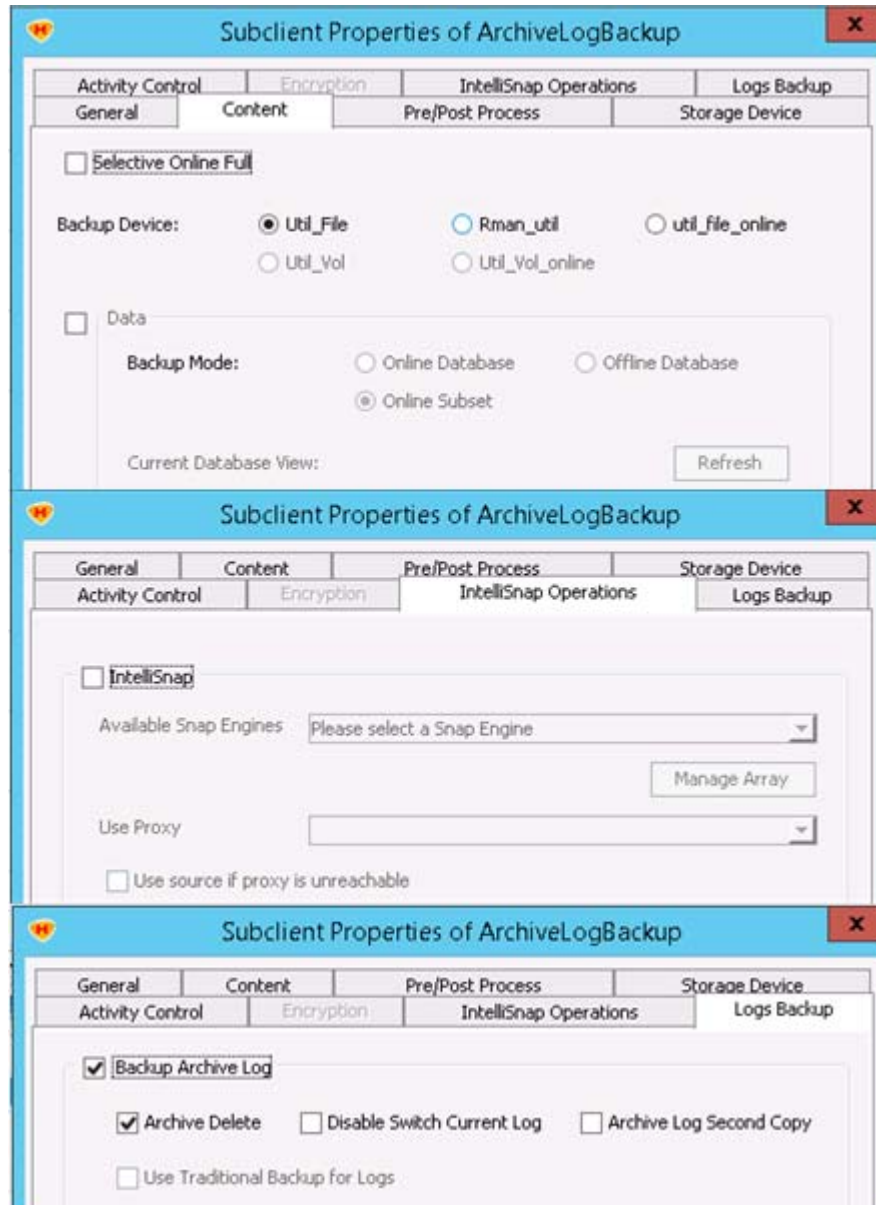 Subclient Properties of ArchiveLogBackup
x
Activity Control Encryption IntelliSnap Operations Logs Backup
General Content Pre/Post Process Storage Device
Selective Online Full
Backup Device: Util_File Rman_util util_file_online
Util_Vol Util_Vol_online
Data
Backup Mode: Online Database Offline Database
Online Subset
Current Database View: Refresh
Subclient Properties of ArchiveLogBackup
x
General Content Pre/Post Process Storage Device
Activity Control Encryption IntelliSnap Operations Logs Backup
IntelliSnap
Available Snap Engines Please select a Snap Engine
Manage Array
Use Proxy
Use source if proxy is unreachable
Subclient Properties of ArchiveLogBackup
x
General Content Pre/Post Process Storage Device
Activity Control Encryption IntelliSnap Operations Logs Backup
Backup Archive Log
Archive Delete Disable Switch Current Log Archive Log Second Copy
Use Traditional Backup for Logs